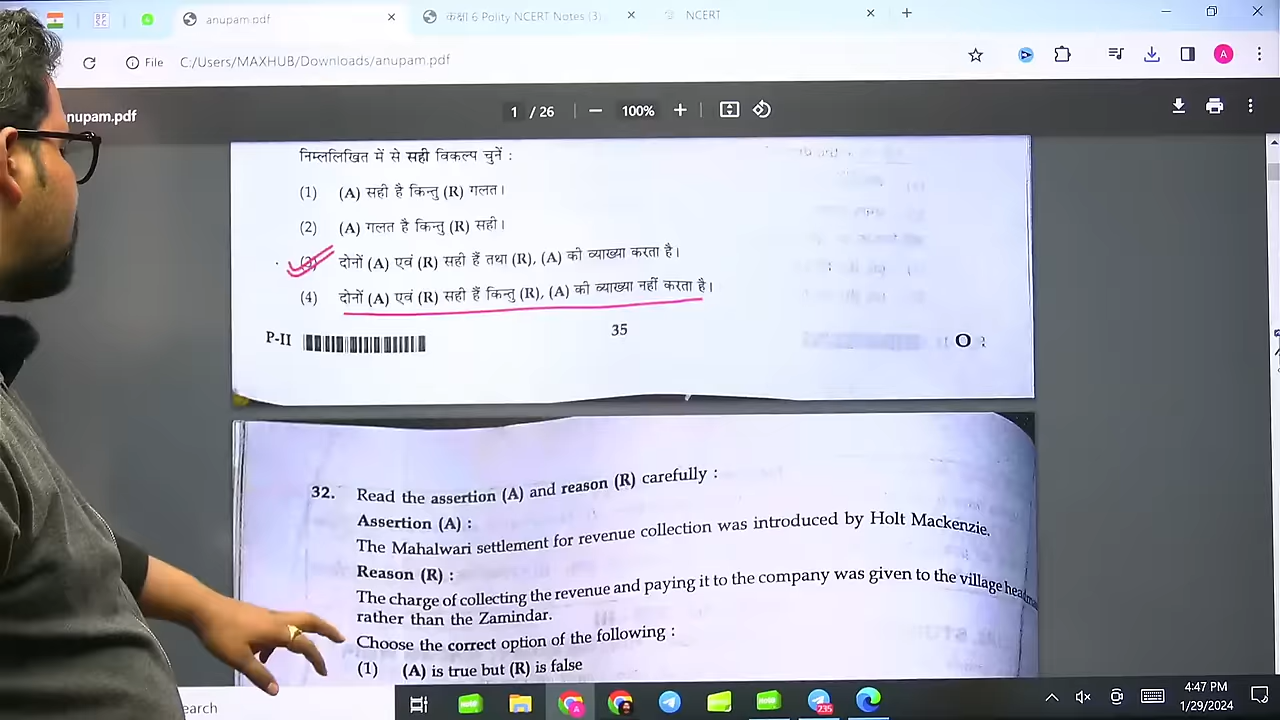 BP
SC
anupam.pdf
कक्षा 6 Polity NCERT Notes (3)
NCERT
File C:/Users/MAXHUB/Downloads/anupam.pdf
A
nupam.pdf
1 / 26
100%
निम्नलिखित में से सही विकल्प चुनें :
(1) (A) सही है किन्तु (R) गलत।
(2) (A) गलत है किन्तु (R) सही।
(3) दोनों (A) एवं (R) सही हैं तथा (R), (A) की व्याख्या करता है।
(4) दोनों (A) एवं (R) सही हैं किन्तु (R), (A) की व्याख्या नहीं करता है।
P-II
35
O
32. Read the assertion (A) and reason (R) carefully :
Assertion (A) :
The Mahalwari settlement for revenue collection was introduced by Holt Mackenzie.
Reason (R) :
The charge of collecting the revenue and paying it to the company was given to the village headma
rather than the Zamindar.
Choose the correct option of the following :
(1) (A) is true but (R) is false
earch
235
4:47 PM
1/29/2024